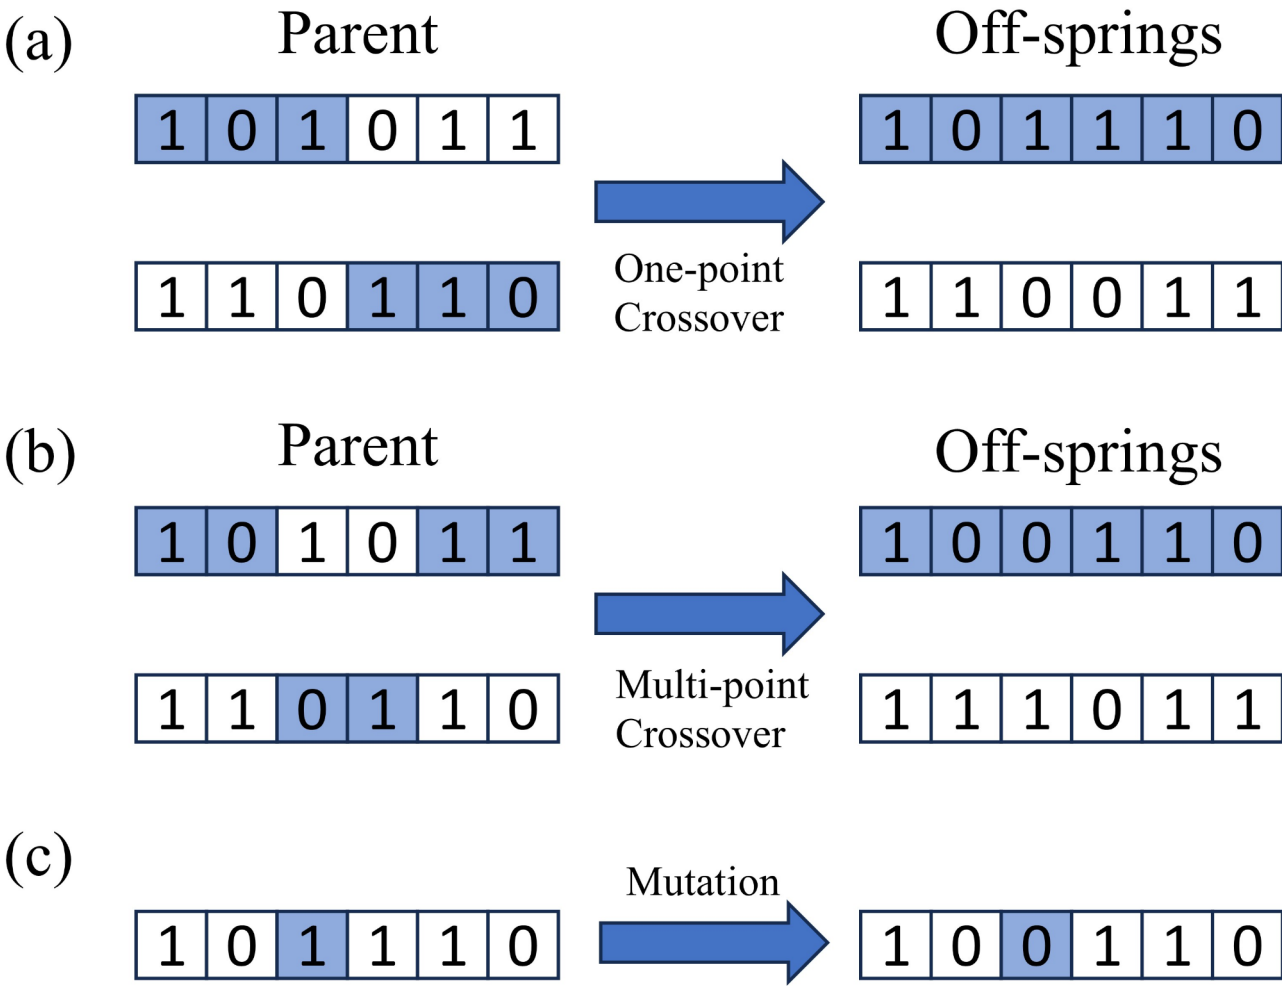 (a)
Parent
Off-springs
1 0 1 0 1 1
1 0 1 1 1 0
One-point
Crossover
1 1 0 1 1 0
1 1 0 0 1 1
(b)
Parent
Off-springs
1 0 1 0 1 1
1 0 0 1 1 0
Multi-point
Crossover
1 1 0 1 1 0
1 1 1 0 1 1
(c)
Mutation
1 0 1 1 1 0
1 0 0 1 1 0